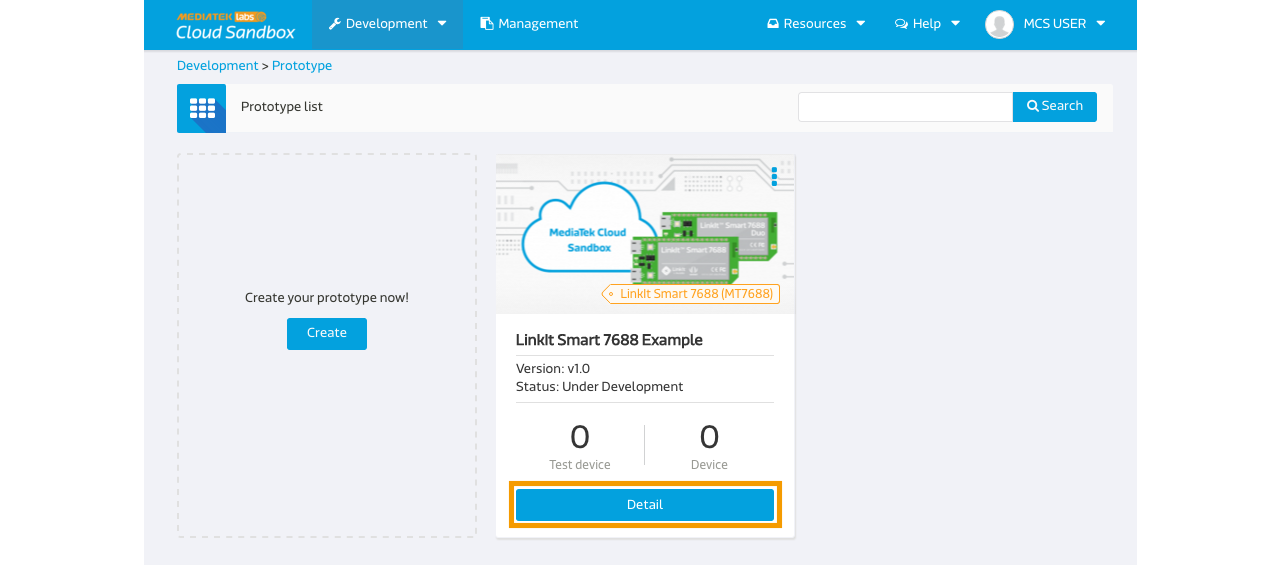 MEDIATEK labs
Cloud Sandbox
Development
Management
Resources
Help
MCS USER
Development > Prototype
Prototype list
Search
Create your prototype now!
Create
MediaTek Cloud
Sandbox
LinkIt Smart 7688
Duo
LinkIt Smart 7688
LinkIt Smart 7688 (MT7688)
LinkIt Smart 7688 Example
Version: v1.0
Status: Under Development
0
Test device
0
Device
Detail